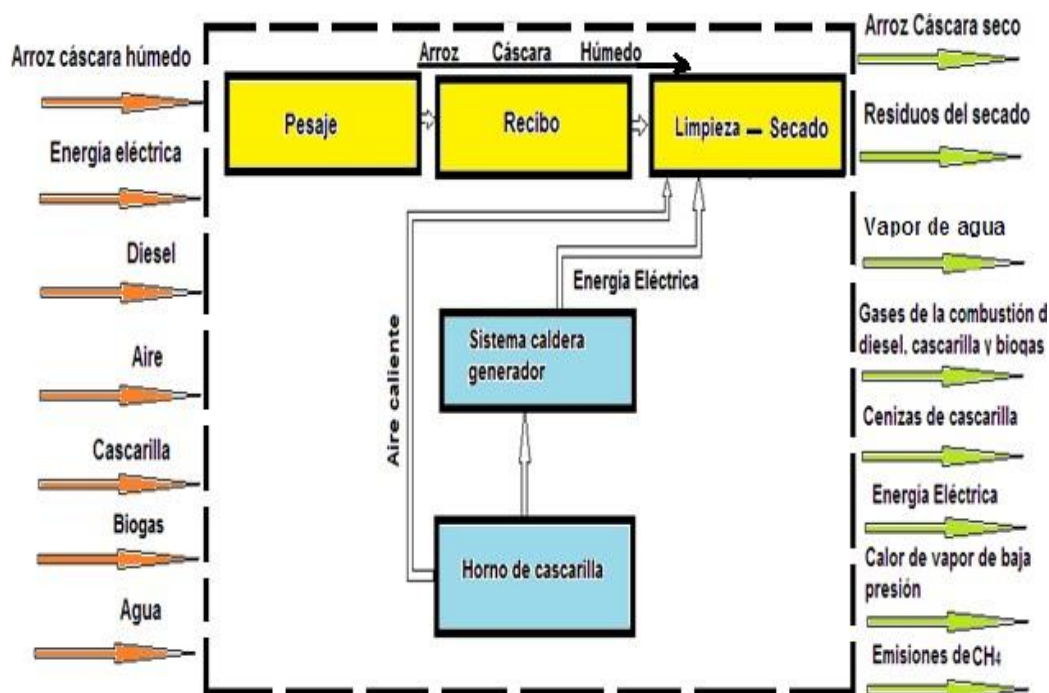 Arroz cáscara húmedo
Energía eléctrica
Diesel
Aire
Cascarilla
Biogas
Agua
Arroz Cáscara Húmedo
Pesaje
Recibo
Limpieza — Secado
Aire caliente
Energía Eléctrica
Sistema caldera
generador
Horno de cascarilla
Arroz Cáscara seco
Residuos del secado
Vapor de agua
Gases de la combustión d
diesel, cascarilla y biogas
Cenizas de cascarilla
Energía Eléctrica
Calor de vapor de baja
presión
Emisiones de CH4